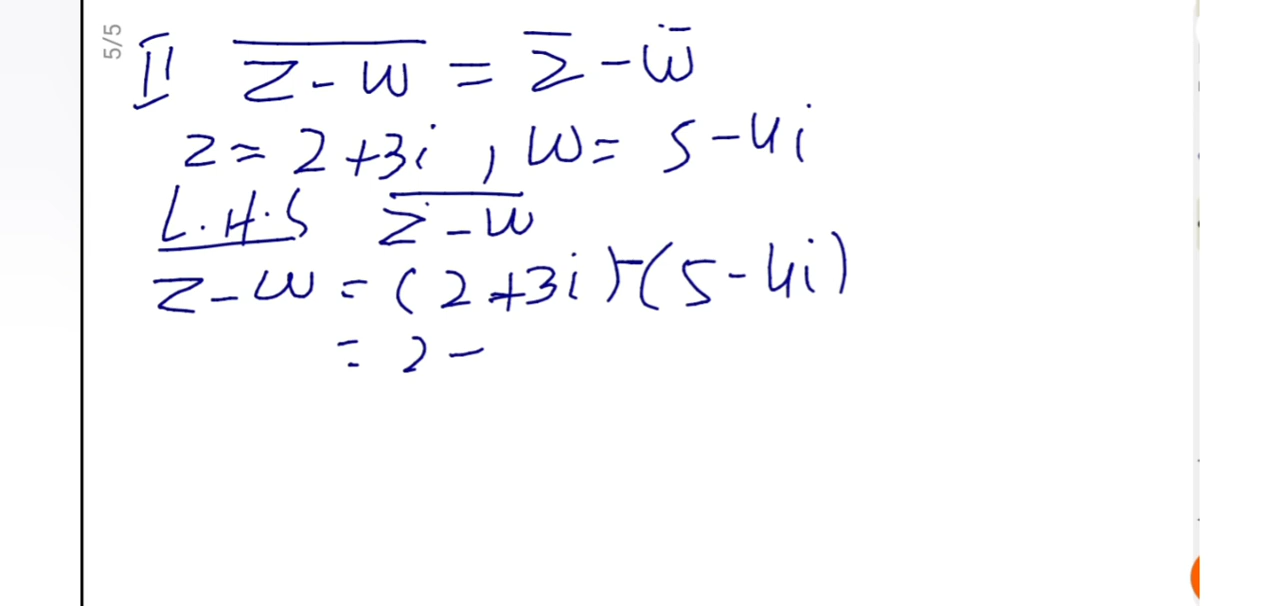 5/5
II $\overline{z-w} = \bar{z} - \bar{w}$
z = 2+3i , w = 5-4i
L.H.S $\overline{z-w}$
z-w = (2+3i)-(5-4i)
= 2-